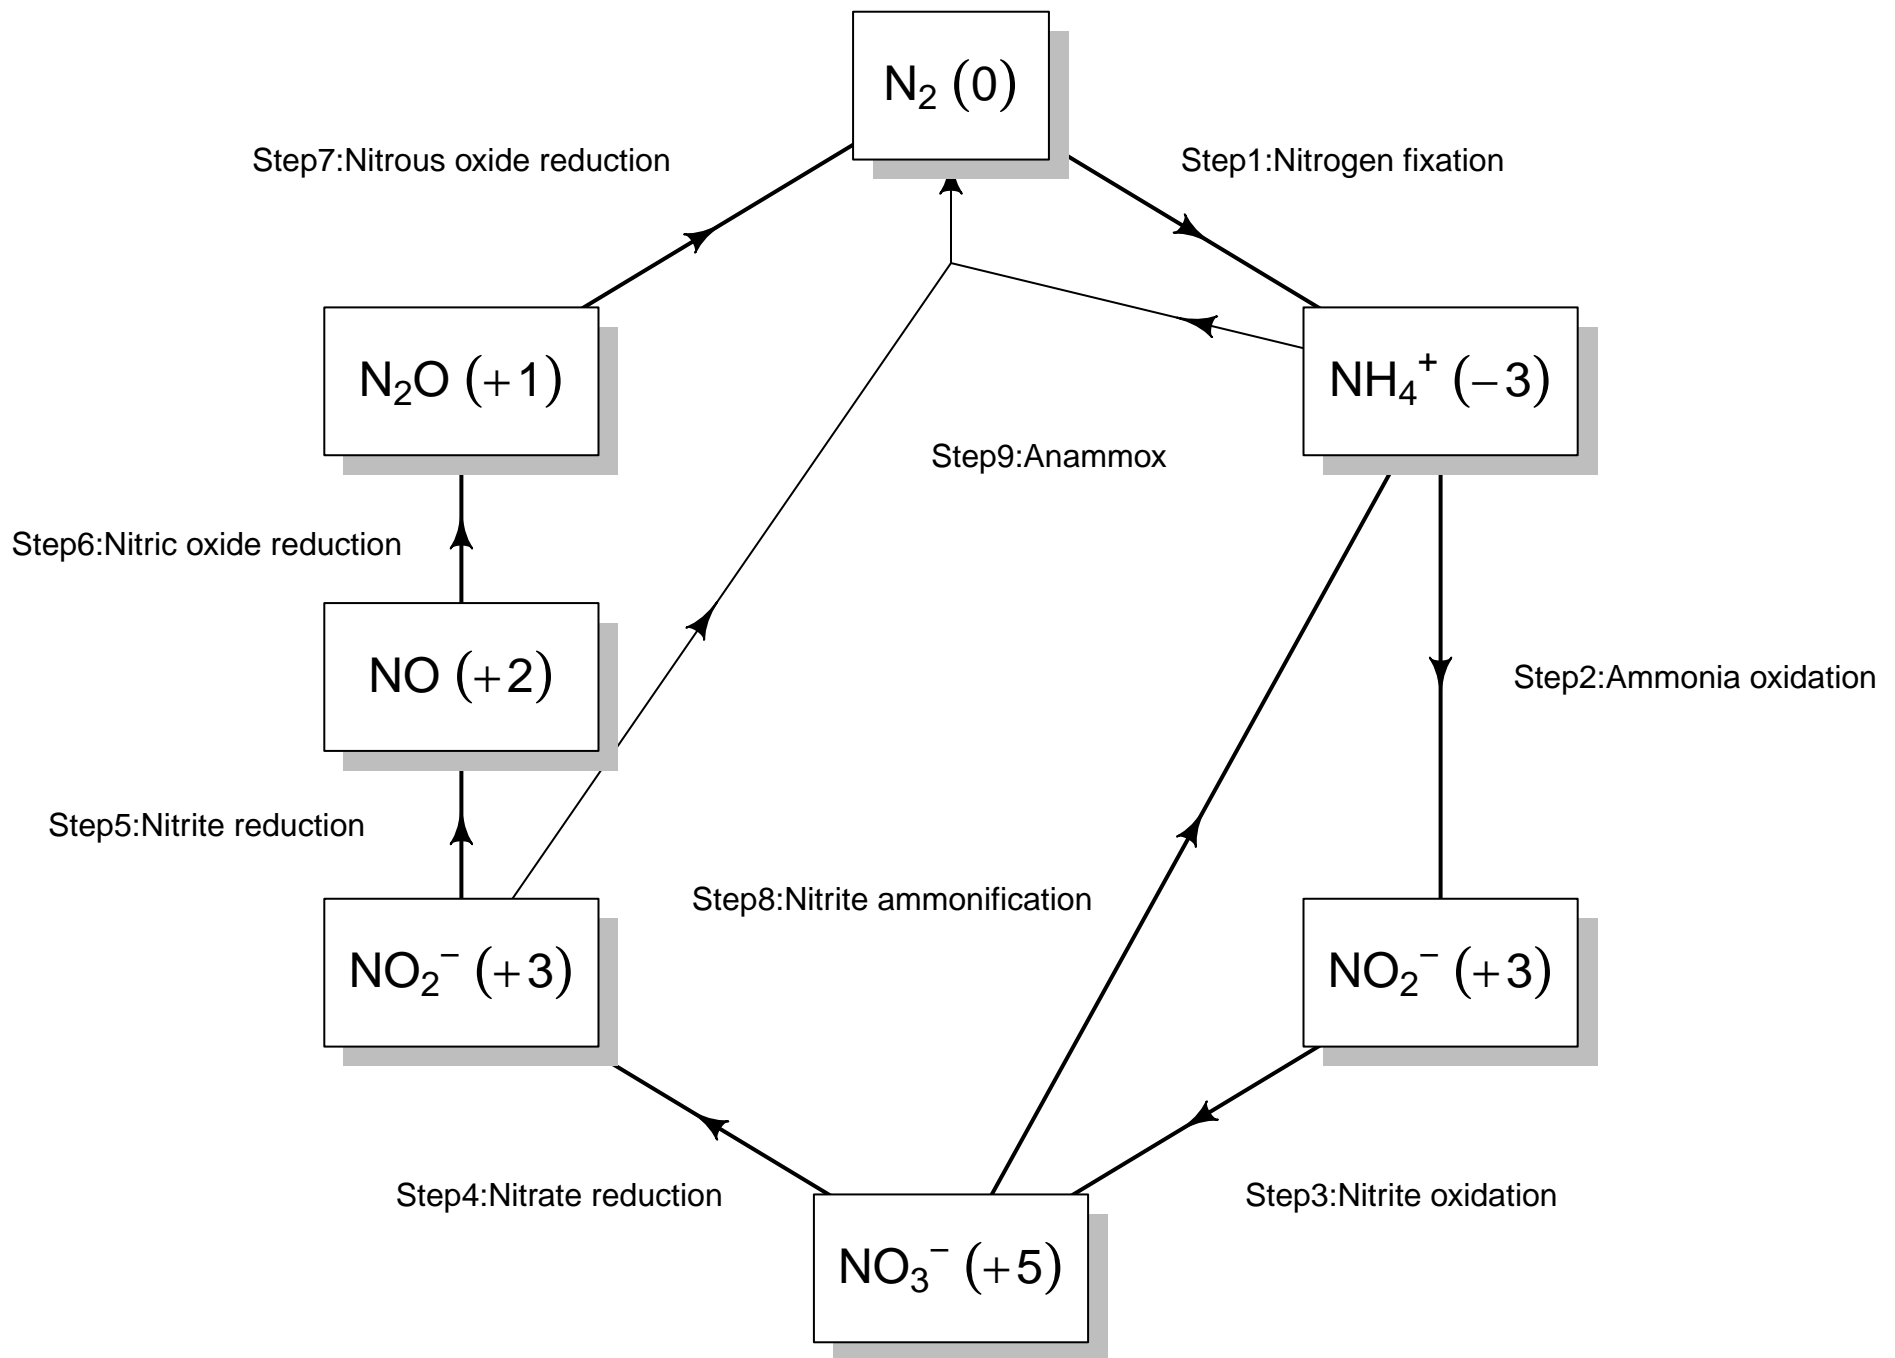 N₂ (0)
Step7:Nitrous oxide reduction
Step1:Nitrogen fixation
N₂O (+1)
NH₄⁺ (−3)
Step9:Anammox
Step6:Nitric oxide reduction
NO (+2)
Step2:Ammonia oxidation
Step5:Nitrite reduction
Step8:Nitrite ammonification
NO₂⁻ (+3)
NO₂⁻ (+3)
Step4:Nitrate reduction
Step3:Nitrite oxidation
NO₃⁻ (+5)